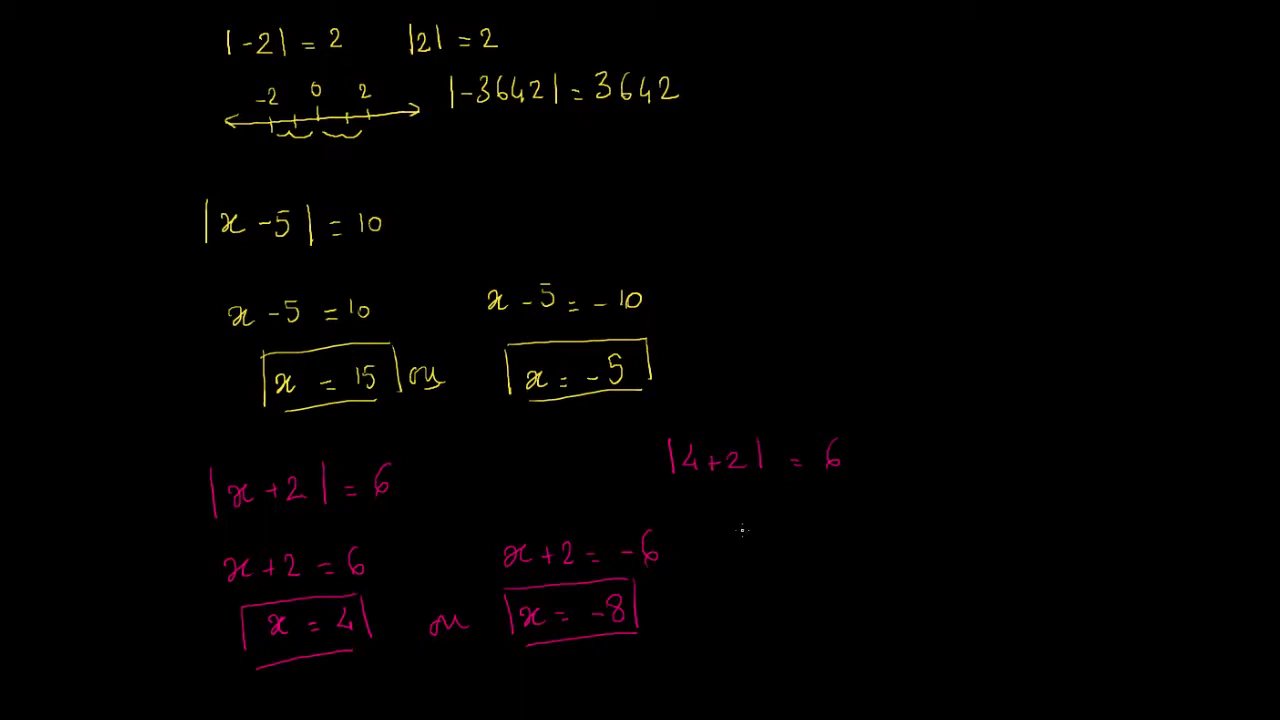 |-2| = 2 |2| = 2
-2 0 2 |-3642| = 3642
|x - 5| = 10
x - 5 = 10 x - 5 = - 10
x = 15 ou x = - 5
|x + 2| = 6 |4 + 2| = 6
x + 2 = 6 x + 2 = - 6
x = 4 ou x = - 8